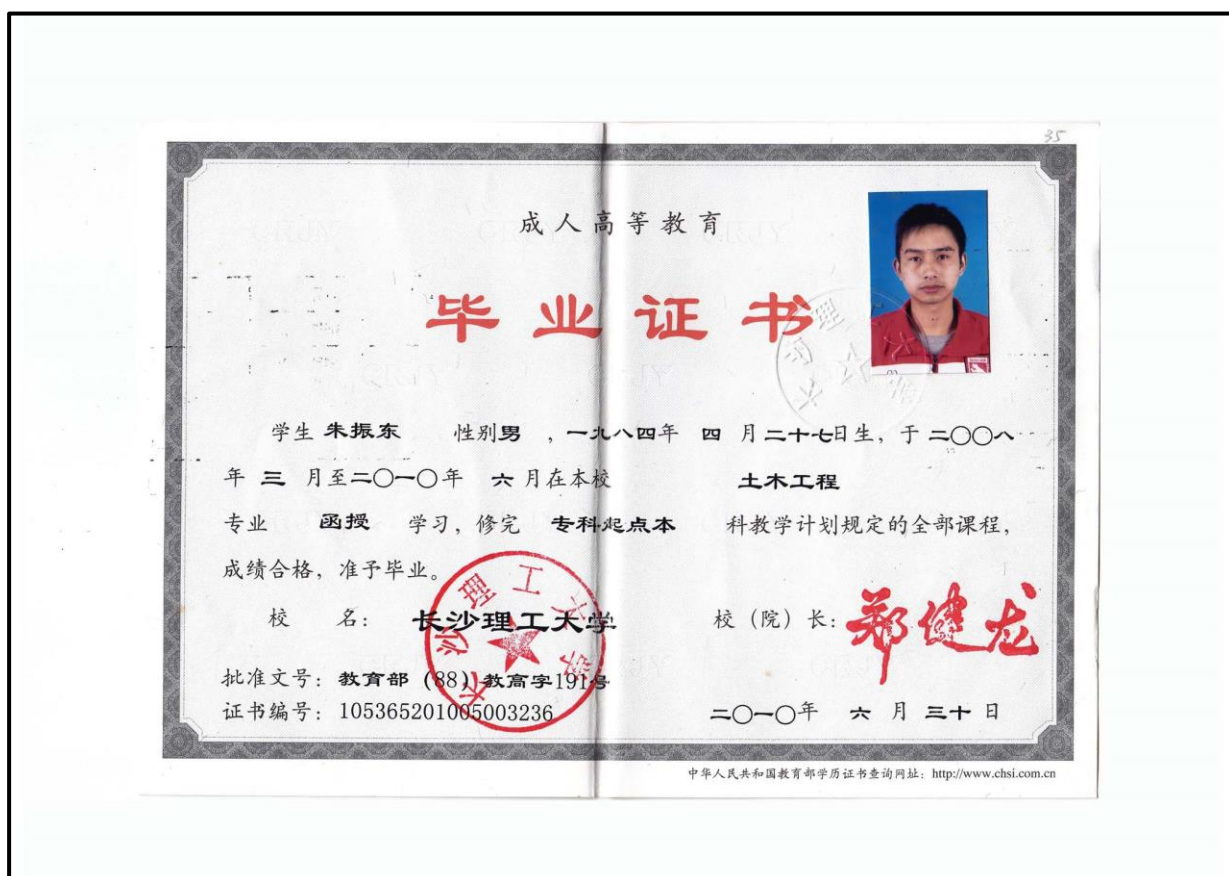 35
成人高等教育
毕业证书
学生 朱振东 性别男 ，一九八四年 四 月二十七日生，于 二〇〇八
年 三 月至二〇一〇年 六 月在本校 土木工程
专业 函授 学习，修完 专科起点本 科教学计划规定的全部课程，
成绩合格，准予毕业。
校 名：长沙理工大学
长沙理工大学
校（院）长：郑健龙
批准文号：教育部 (88) 教高字191号
证书编号：105365201005003236
二〇一〇年 六 月 三十 日
中华人民共和国教育部学历证书查询网址：http://www.chsi.com.cn